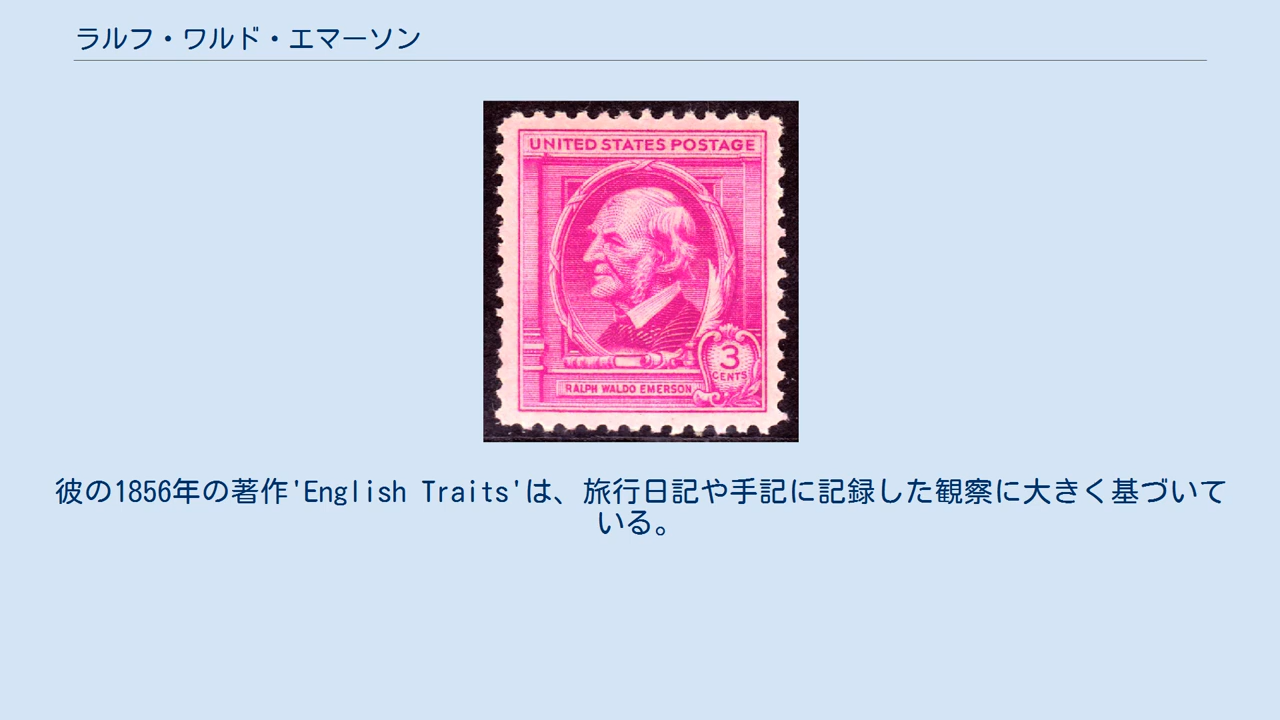 ラルフ・ワルド・エマーソン
UNITED STATES POSTAGE
3
CENTS
RALPH WALDO EMERSON
彼の1856年の著作'English Traits'は、旅行日記や手記に記録した観察に大きく基づいて
いる。